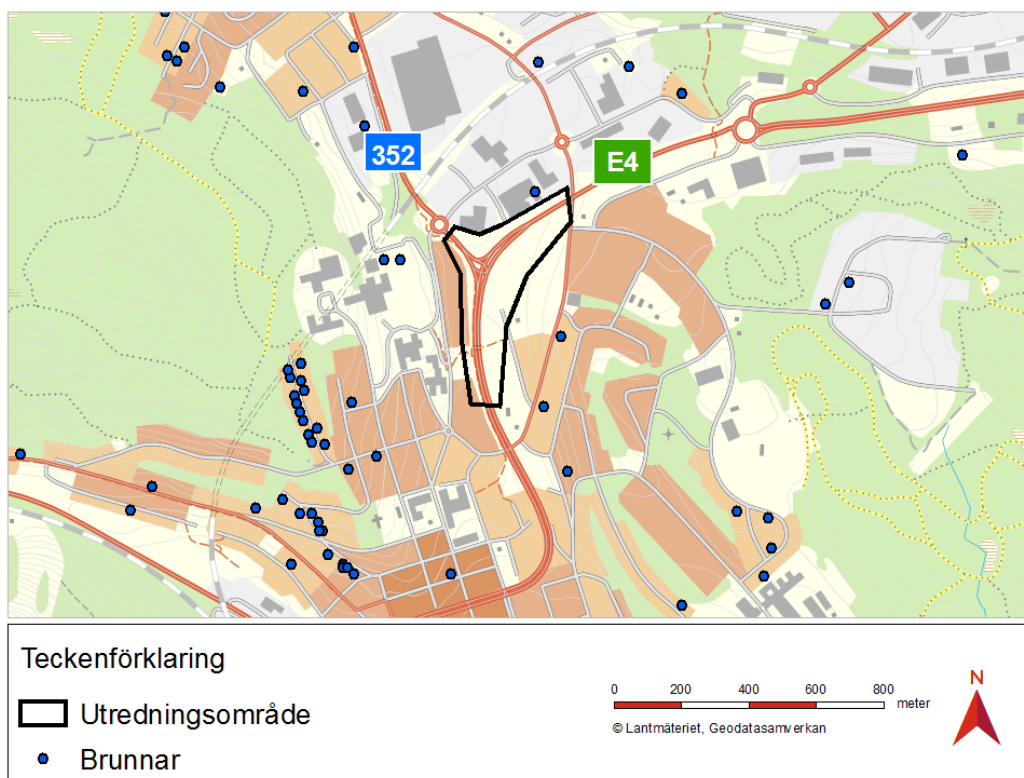 352
E4
Teckenförklaring
Utredningsområde
Brunnar
0 200 400 600 800 meter
© Lantmäteriet, Geodatasamverkan
N